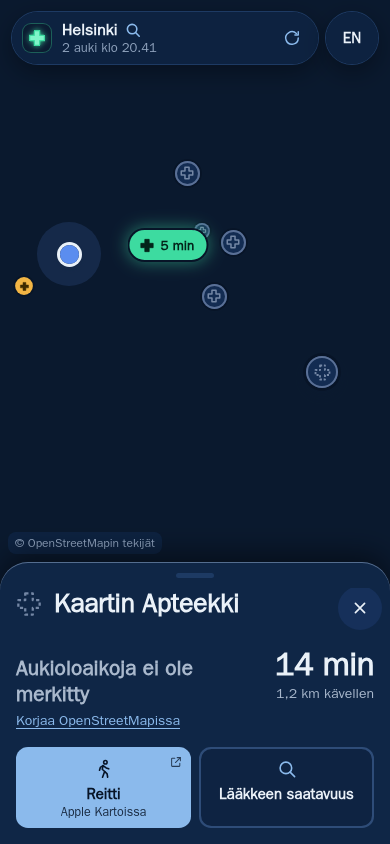 Helsinki
2 auki klo 20.41
EN
5 min
© OpenStreetMapin tekijät
Kaartin Apteekki
Aukioloaikoja ei ole
merkitty
Korjaa OpenStreetMapissa
14 min
1,2 km kävellen
Reitti
Apple Kartoissa
Lääkkeen saatavuus